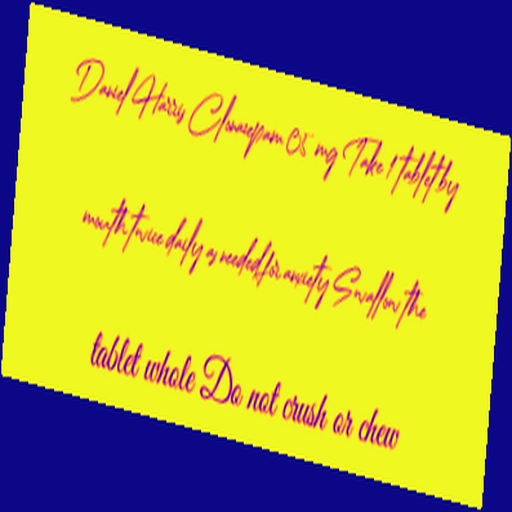 Daniel Harris Clonazepam 0.5 mg Take 1 tablet by
mouth twice daily as needed for anxiety Swallow the
tablet whole Do not crush or chew